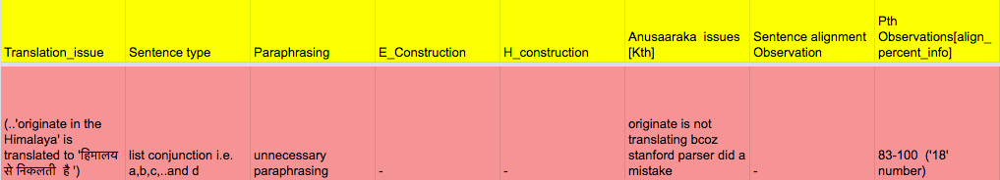 Translation_issue
Sentence type
Paraphrasing
E_Construction
H_construction
Anusaaraka issues
[Kth]
Sentence alignment
Observation
Pth
Observations[align_
percent_info]
(..'originate in the
Himalaya' is
translated to 'हिमालय
से निकलती है ')
list conjunction i.e.
a,b,c,..and d
unnecessary
paraphrasing
-
-
originate is not
translating bcoz
stanford parser did a
mistake
-
83-100 ('18'
number)